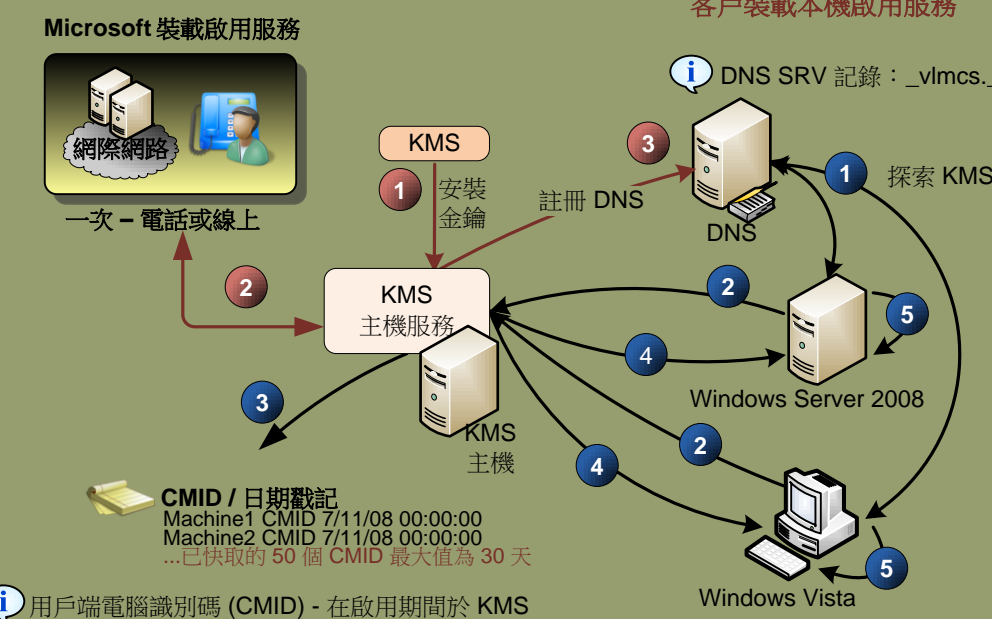 客戶裝載本機啟用服務
Microsoft 裝載啟用服務
DNS SRV 記錄：_vlmcs._
網際網路
KMS
3
1
探索 KMS
1
安裝
金鑰
註冊 DNS
一次 – 電話或線上
DNS
2
KMS
主機服務
2
5
4
3
Windows Server 2008
KMS
主機
2
4
CMID / 日期戳記
Machine1 CMID 7/11/08 00:00:00
Machine2 CMID 7/11/08 00:00:00
...已快取的 50 個 CMID 最大值為 30 天
5
Windows Vista
用戶端電腦識別碼 (CMID) - 在啟用期間於 KMS